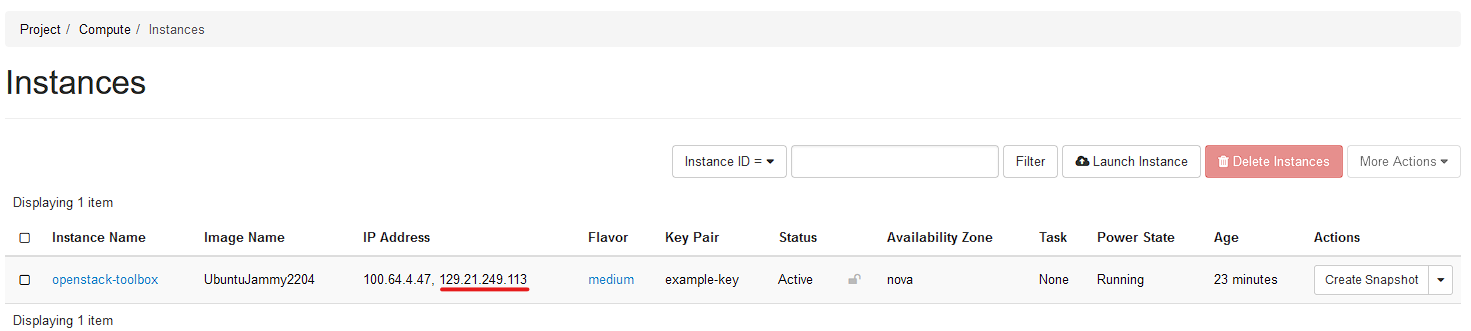 Project / Compute / Instances
Instances
Instance ID = Filter Launch Instance Delete Instances More Actions
Displaying 1 item
Instance Name Image Name IP Address Flavor Key Pair Status Availability Zone Task Power State Age Actions
openstack-toolbox UbuntuJammy2204 100.64.4.47, 129.21.249.113 medium example-key Active nova None Running 23 minutes Create Snapshot
Displaying 1 item